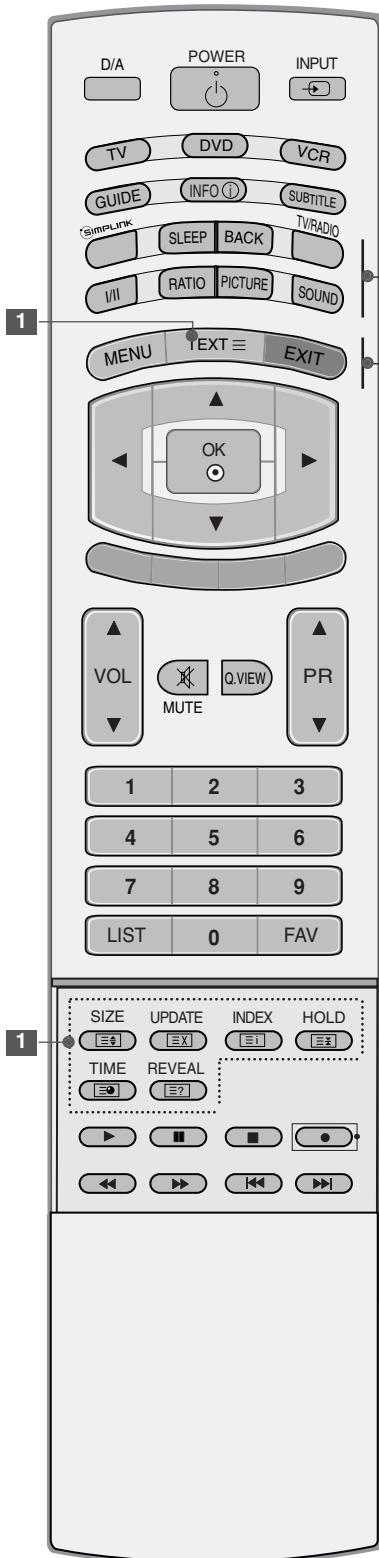 D/A POWER INPUT
TV DVD VCR
GUIDE INFO i SUBTITLE
SIMPLINK SLEEP BACK TV/RADIO
I/II RATIO PICTURE SOUND
1
MENU TEXT EXIT
OK
VOL Q.VIEW PR
MUTE
1 2 3
4 5 6
7 8 9
LIST 0 FAV
SIZE UPDATE INDEX HOLD
1
TIME REVEAL